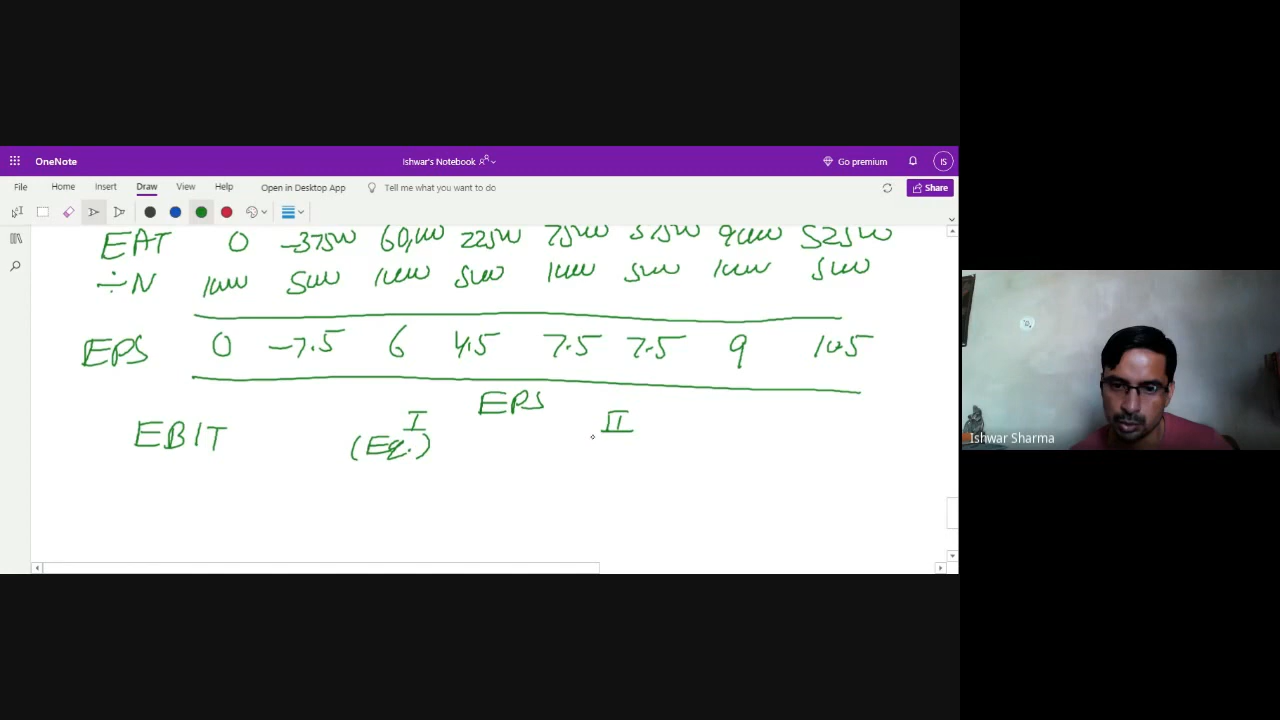 OneNote Ishwar's Notebook Go premium IS
File Home Insert Draw View Help Open in Desktop App Tell me what you want to do Share
EAT 0 -37500 60,000 22500 75000 37500 90000 52500
÷N 10000 5000 10000 5000 10000 5000 10000 5000
EPS 0 -7.5 6 4.5 7.5 7.5 9 10.5
EPS
EBIT I II
(Eq.)
Ishwar Sharma